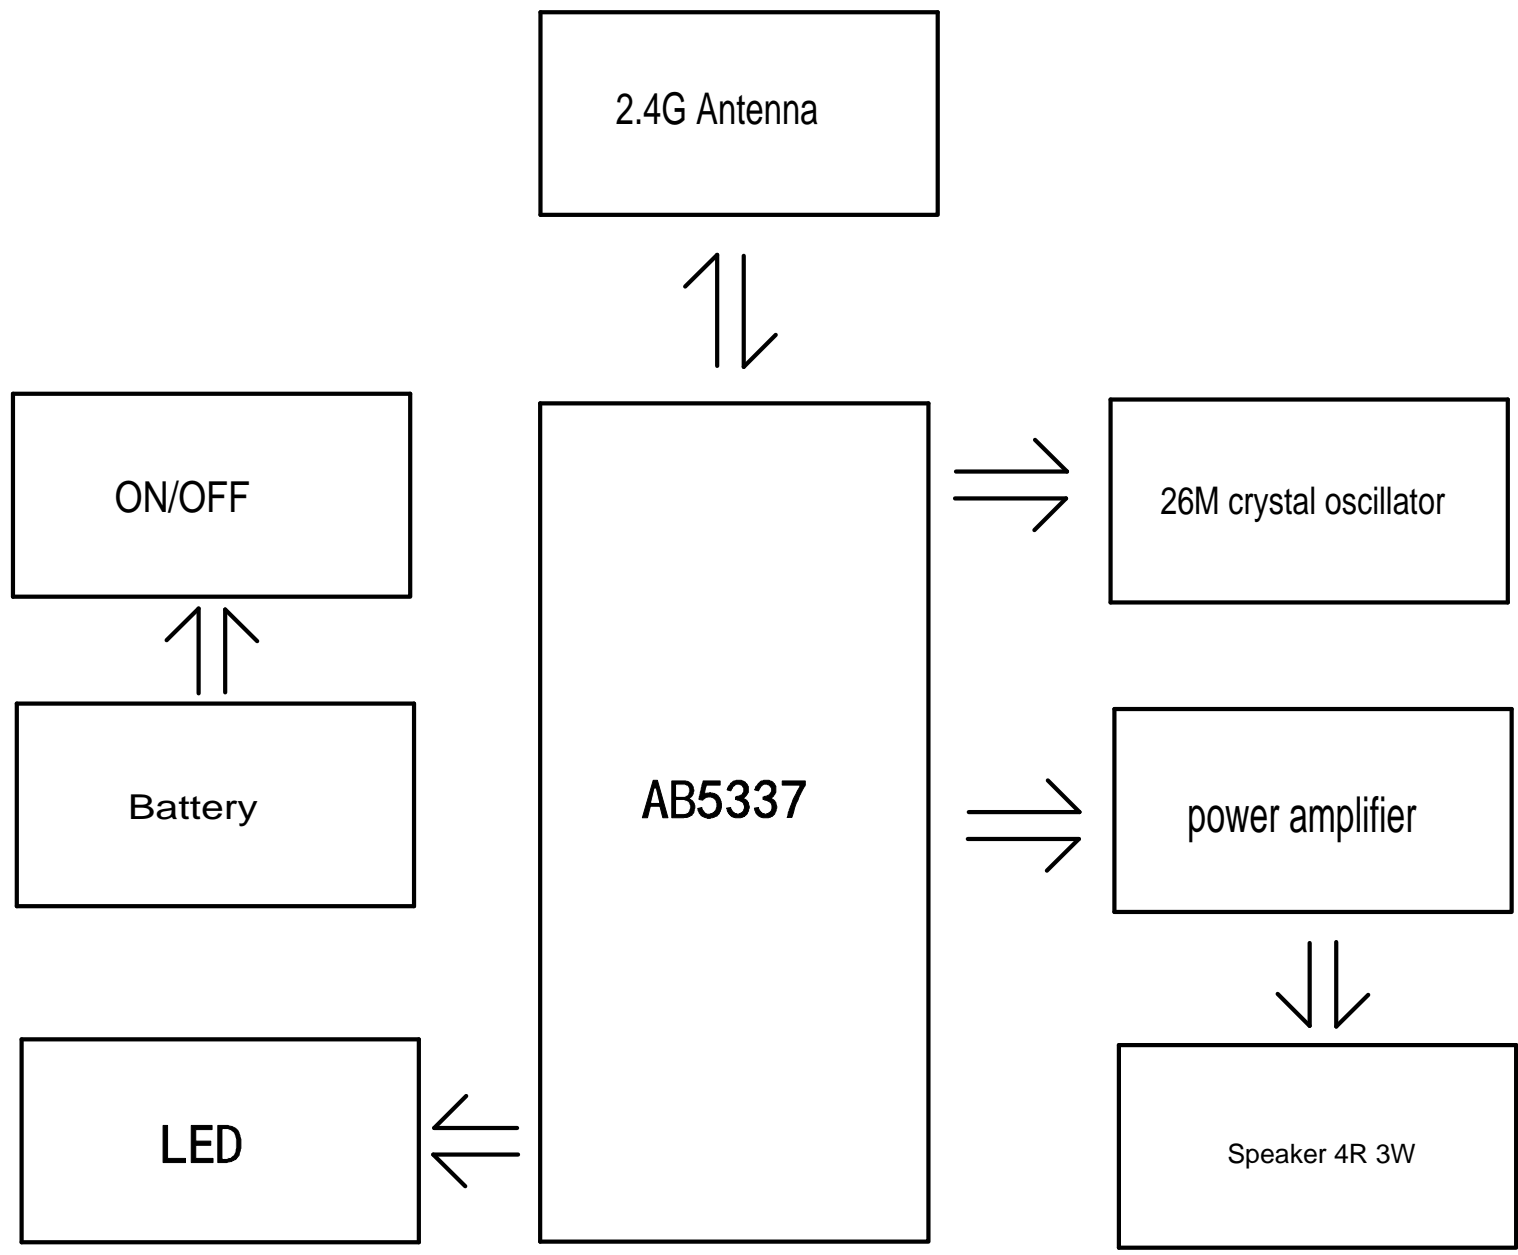 2.4G Antenna
ON/OFF
26M crystal oscillator
Battery
AB5337
power amplifier
LED
Speaker 4R 3W